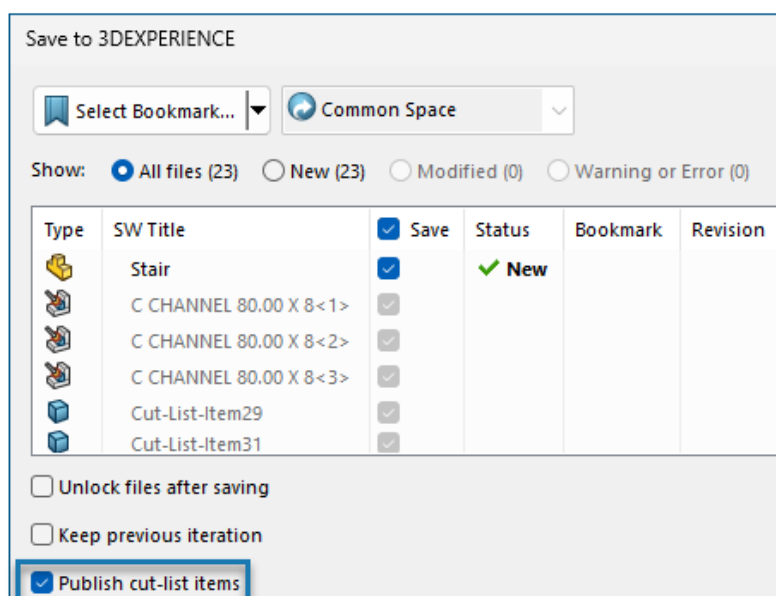 Save to 3DEXPERIENCE
Select Bookmark... Common Space
Show: All files (23) New (23) Modified (0) Warning or Error (0)
Type SW Title Save Status Bookmark Revision
Stair New
C CHANNEL 80.00 X 8<1>
C CHANNEL 80.00 X 8<2>
C CHANNEL 80.00 X 8<3>
Cut-List-Item29
Cut-List-Item31
Unlock files after saving
Keep previous iteration
Publish cut-list items